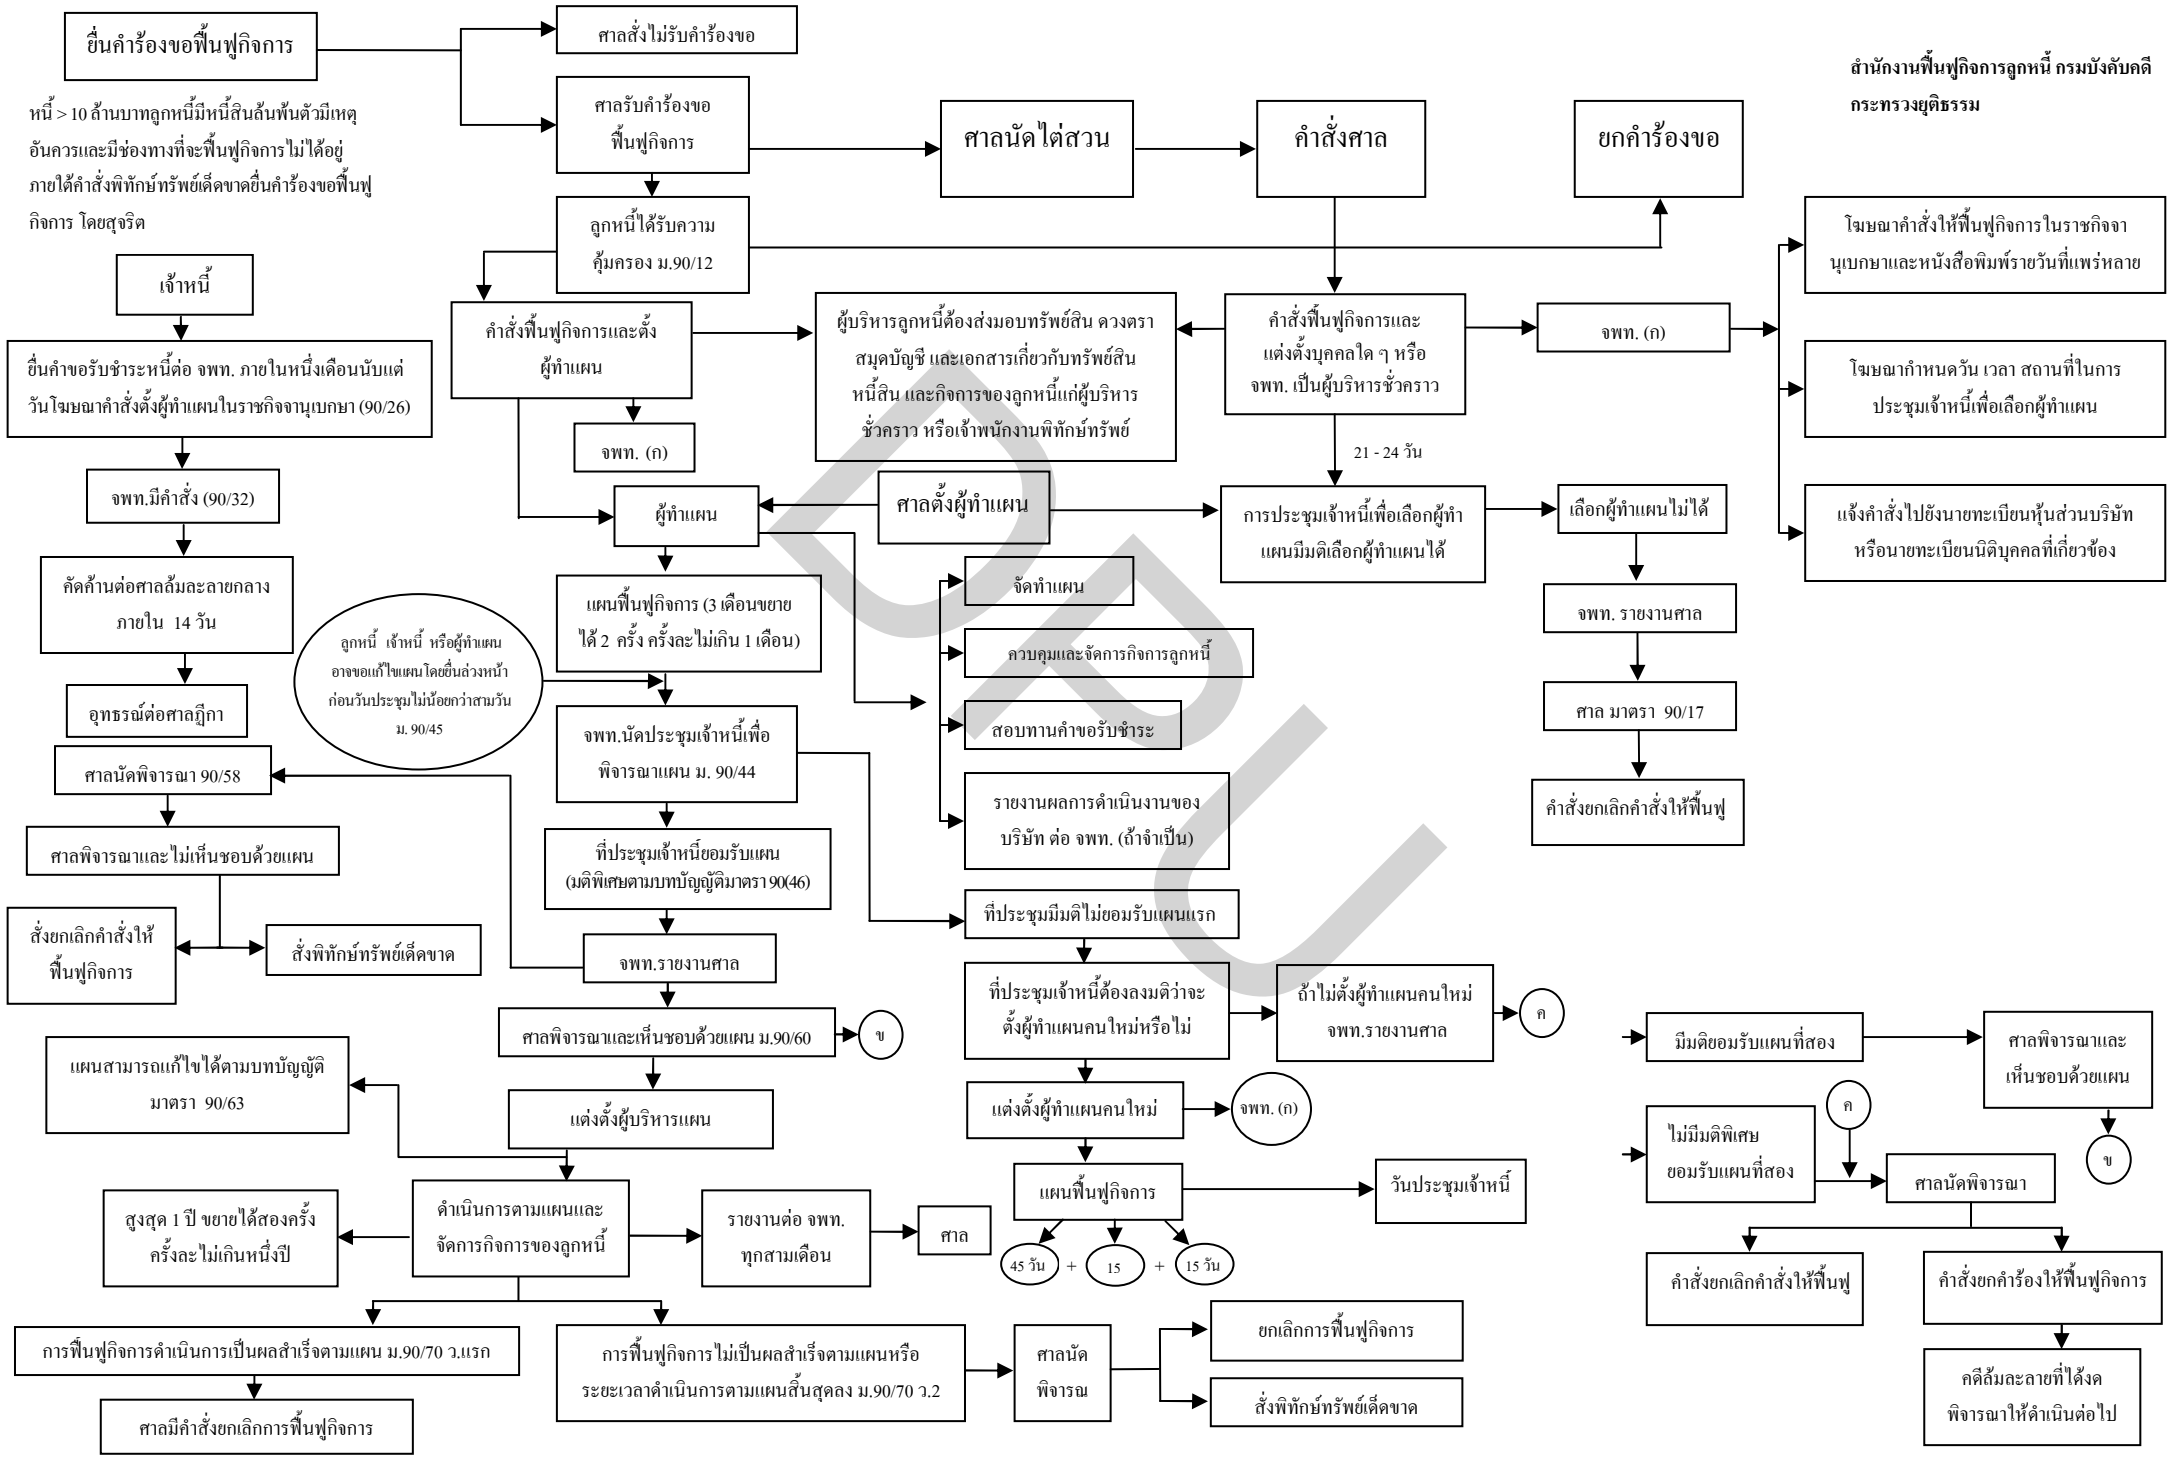 ยื่นคำร้องขอฟื้นฟูกิจการ
ศาลสั่งไม่รับคำร้องขอ
ศาลรับคำร้องขอ
ฟื้นฟูกิจการ
ศาลนัดไต่สวน
คำสั่งศาล
ยกคำร้องขอ
สำนักงานฟื้นฟูกิจการลูกหนี้ กรมบังคับคดี
กระทรวงยุติธรรม
หนี้ > 10 ล้านบาทลูกหนี้มีหนี้สินล้นพ้นตัวมีเหตุ
อันควรและมีช่องทางที่จะฟื้นฟูกิจการไม่ได้อยู่
ภายใต้คำสั่งพิทักษ์ทรัพย์เด็ดขาดยื่นคำร้องขอฟื้นฟู
กิจการ โดยสุจริต
ลูกหนี้ได้รับความ
คุ้มครอง ม.90/12
เจ้าหนี้
ยื่นคำขอรับชำระหนี้ต่อ จพท. ภายในหนึ่งเดือนนับแต่
วันโฆษณาคำสั่งตั้งผู้ทำแผนในราชกิจจานุเบกษา (90/26)
จพท.มีคำสั่ง (90/32)
คัดค้านต่อศาลล้มละลายกลาง
ภายใน 14 วัน
อุทธรณ์ต่อศาลฎีกา
คำสั่งฟื้นฟูกิจการและตั้ง
ผู้ทำแผน
จพท. (ก)
ผู้บริหารลูกหนี้ต้องส่งมอบทรัพย์สิน ดวงตรา
สมุดบัญชี และเอกสารเกี่ยวกับทรัพย์สิน
หนี้สิน และกิจการของลูกหนี้แก่ผู้บริหาร
ชั่วคราว หรือเจ้าพนักงานพิทักษ์ทรัพย์
คำสั่งฟื้นฟูกิจการและ
แต่งตั้งบุคคลใด ๆ หรือ
จพท. เป็นผู้บริหารชั่วคราว
จพท. (ก)
โฆษณาคำสั่งให้ฟื้นฟูกิจการในราชกิจจา
นุเบกษาและหนังสือพิมพ์รายวันที่แพร่หลาย
โฆษณากำหนดวัน เวลา สถานที่ในการ
ประชุมเจ้าหนี้เพื่อเลือกผู้ทำแผน
แจ้งคำสั่งไปยังนายทะเบียนหุ้นส่วนบริษัท
หรือนายทะเบียนนิติบุคคลที่เกี่ยวข้อง
21 - 24 วัน
ผู้ทำแผน
ศาลตั้งผู้ทำแผน
การประชุมเจ้าหนี้เพื่อเลือกผู้ทำ
แผนมีมติเลือกผู้ทำแผนได้
เลือกผู้ทำแผนไม่ได้
จพท. รายงานศาล
ศาล มาตรา 90/17
คำสั่งยกเลิกคำสั่งให้ฟื้นฟู
แผนฟื้นฟูกิจการ (3 เดือนขยาย
ได้ 2 ครั้ง ครั้งละไม่เกิน 1 เดือน)
จัดทำแผน
ควบคุมและจัดการกิจการลูกหนี้
สอบทานคำขอรับชำระ
รายงานผลการดำเนินงานของ
บริษัท ต่อ จพท. (ถ้าจำเป็น)
ลูกหนี้ เจ้าหนี้ หรือผู้ทำแผน
อาจขอแก้ไขแผนโดยยื่นล่วงหน้า
ก่อนวันประชุมไม่น้อยกว่าสามวัน
ม. 90/45
จพท.นัดประชุมเจ้าหนี้เพื่อ
พิจารณาแผน ม. 90/44
ศาลนัดพิจารณา 90/58
ศาลพิจารณาและไม่เห็นชอบด้วยแผน
สั่งยกเลิกคำสั่งให้
ฟื้นฟูกิจการ
สั่งพิทักษ์ทรัพย์เด็ดขาด
ที่ประชุมเจ้าหนี้ยอมรับแผน
(มติพิเศษตามบทบัญญัติมาตรา 90(46)
จพท.รายงานศาล
ศาลพิจารณาและเห็นชอบด้วยแผน ม.90/60
ข
แต่งตั้งผู้บริหารแผน
แผนสามารถแก้ไขได้ตามบทบัญญัติ
มาตรา 90/63
ที่ประชุมมีมติไม่ยอมรับแผนแรก
ที่ประชุมเจ้าหนี้ต้องลงมติว่าจะ
ตั้งผู้ทำแผนคนใหม่หรือไม่
ถ้าไม่ตั้งผู้ทำแผนคนใหม่
จพท.รายงานศาล
ค
แต่งตั้งผู้ทำแผนคนใหม่
จพท. (ก)
แผนฟื้นฟูกิจการ
วันประชุมเจ้าหนี้
45 วัน + 15 + 15 วัน
มีมติยอมรับแผนที่สอง
ศาลพิจารณาและ
เห็นชอบด้วยแผน
ข
ค
ไม่มีมติพิเศษ
ยอมรับแผนที่สอง
ศาลนัดพิจารณา
คำสั่งยกเลิกคำสั่งให้ฟื้นฟู
คำสั่งยกคำร้องให้ฟื้นฟูกิจการ
คดีล้มละลายที่ได้งด
พิจารณาให้ดำเนินต่อไป
สูงสุด 1 ปี ขยายได้สองครั้ง
ครั้งละไม่เกินหนึ่งปี
ดำเนินการตามแผนและ
จัดการกิจการของลูกหนี้
รายงานต่อ จพท.
ทุกสามเดือน
ศาล
การฟื้นฟูกิจการดำเนินการเป็นผลสำเร็จตามแผน ม.90/70 ว.แรก
ศาลมีคำสั่งยกเลิกการฟื้นฟูกิจการ
การฟื้นฟูกิจการไม่เป็นผลสำเร็จตามแผนหรือ
ระยะเวลาดำเนินการตามแผนสิ้นสุดลง ม.90/70 ว.2
ศาลนัด
พิจารณ
ยกเลิกการฟื้นฟูกิจการ
สั่งพิทักษ์ทรัพย์เด็ดขาด
DPU